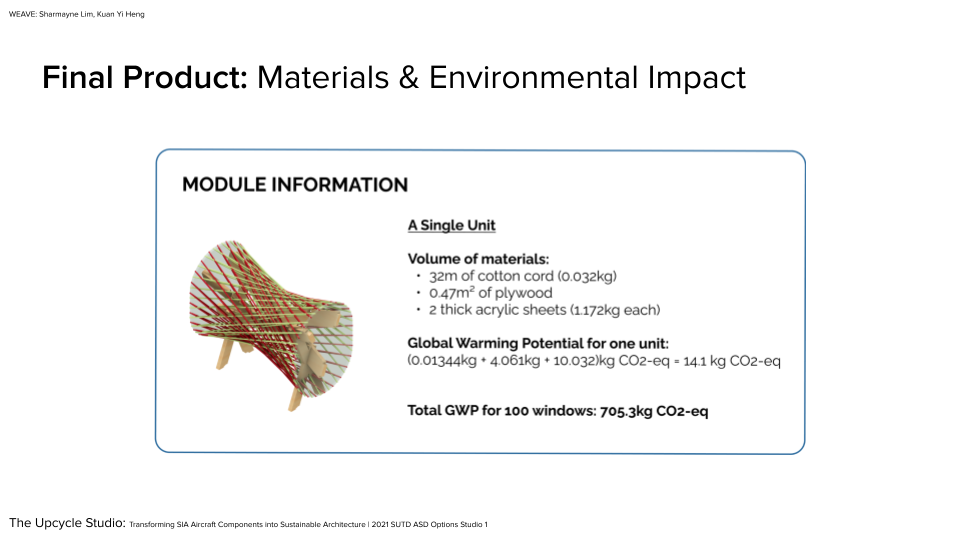 WEAVE: Sharmayne Lim, Kuan Yi Heng
Final Product: Materials & Environmental Impact
MODULE INFORMATION
A Single Unit
Volume of materials:
• 32m of cotton cord (0.032kg)
• 0.47m² of plywood
• 2 thick acrylic sheets (1.172kg each)
Global Warming Potential for one unit:
(0.01344kg + 4.061kg + 10.032)kg CO2-eq = 14.1 kg CO2-eq
Total GWP for 100 windows: 705.3kg CO2-eq
The Upcycle Studio: Transforming SIA Aircraft Components into Sustainable Architecture | 2021 SUTD ASD Options Studio 1